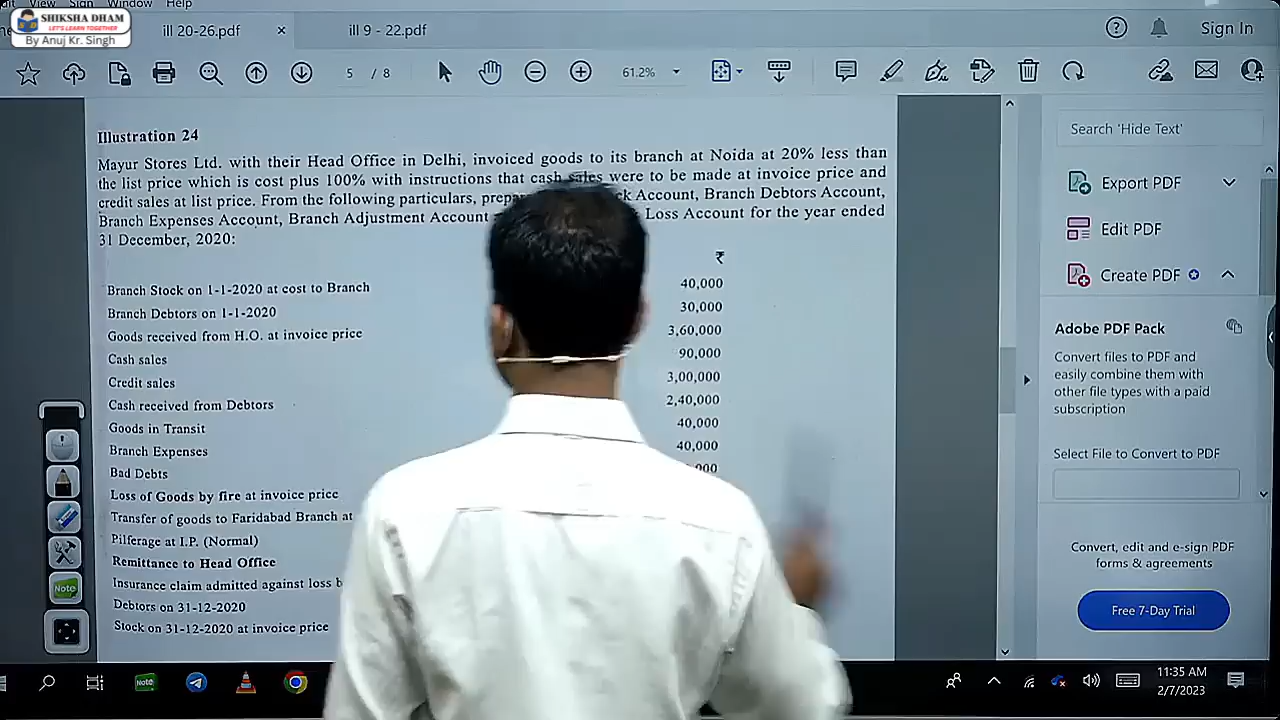 Window
Help
SHIKSHA DHAM
LET'S LEARN TOGETHER
By Anuj Kr. Singh
ill 20-26.pdf
ill 9 - 22.pdf
Sign In
5 / 8
61.2%
Illustration 24
Mayur Stores Ltd. with their Head Office in Delhi, invoiced goods to its branch at Noida at 20% less than
the list price which is cost plus 100% with instructions that cash sales were to be made at invoice price and
credit sales at list price. From the following particulars, Account, Branch Debtors Account,
Branch Expenses Account, Branch Adjustment Account Loss Account for the year ended
31 December, 2020:
₹
Branch Stock on 1-1-2020 at cost to Branch 40,000
Branch Debtors on 1-1-2020 30,000
Goods received from H.O. at invoice price 3,60,000
Cash sales 90,000
Credit sales 3,00,000
Cash received from Debtors 2,40,000
Goods in Transit 40,000
Branch Expenses 40,000
Bad Debts
Loss of Goods by fire at invoice price
Transfer of goods to Faridabad Branch at
Pilferage at I.P. (Normal)
Remittance to Head Office
Insurance claim admitted against loss
Debtors on 31-12-2020
Stock on 31-12-2020 at invoice price
Search 'Hide Text'
Export PDF
Edit PDF
Create PDF
Adobe PDF Pack
Convert files to PDF and
easily combine them with
other file types with a paid
subscription
Select File to Convert to PDF
Convert, edit and e-sign PDF
forms & agreements
Free 7-Day Trial
Note
Note
11:35 AM
2/7/2023